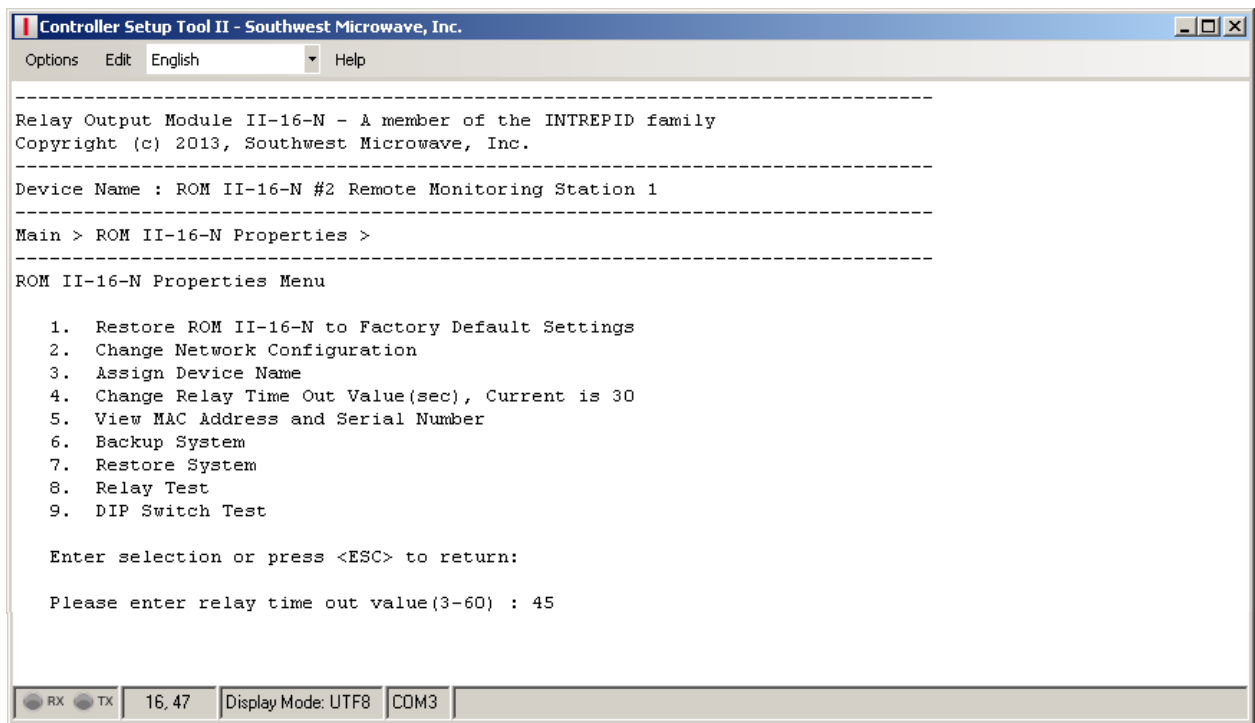 Controller Setup Tool II - Southwest Microwave, Inc.
Options Edit English Help
--------------------------------------------------------------------------------
Relay Output Module II-16-N - A member of the INTREPID family
Copyright (c) 2013, Southwest Microwave, Inc.
--------------------------------------------------------------------------------
Device Name : ROM II-16-N #2 Remote Monitoring Station 1
--------------------------------------------------------------------------------
Main > ROM II-16-N Properties >
--------------------------------------------------------------------------------
ROM II-16-N Properties Menu
1. Restore ROM II-16-N to Factory Default Settings
2. Change Network Configuration
3. Assign Device Name
4. Change Relay Time Out Value(sec), Current is 30
5. View MAC Address and Serial Number
6. Backup System
7. Restore System
8. Relay Test
9. DIP Switch Test
Enter selection or press <ESC> to return:
Please enter relay time out value(3-60) : 45
RX TX 16, 47 Display Mode: UTF8 COM3